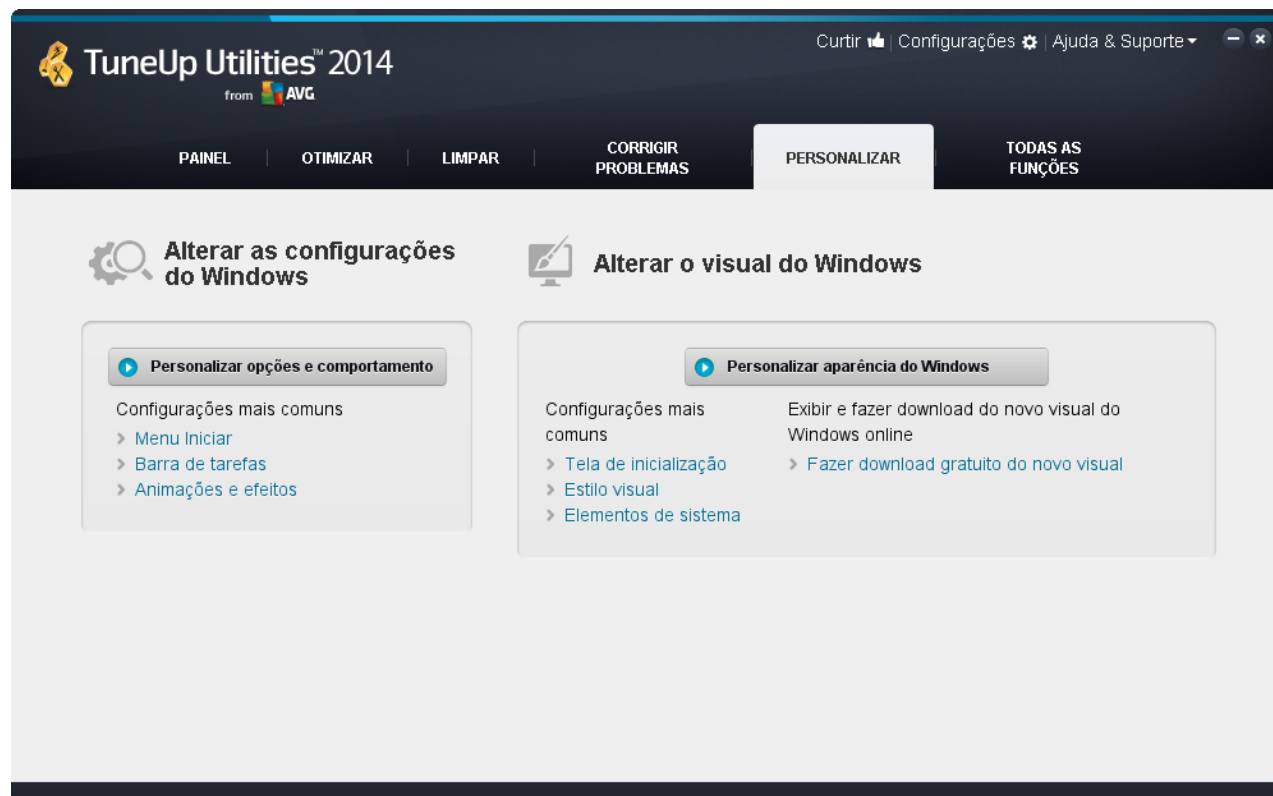 TuneUp Utilities™ 2014
from AVG
Curtir | Configurações | Ajuda & Suporte
PAINEL
OTIMIZAR
LIMPAR
CORRIGIR
PROBLEMAS
PERSONALIZAR
TODAS AS
FUNÇÕES
Alterar as configurações
do Windows
Personalizar opções e comportamento
Configurações mais comuns
Menu Iniciar
Barra de tarefas
Animações e efeitos
Alterar o visual do Windows
Personalizar aparência do Windows
Configurações mais
comuns
Tela de inicialização
Estilo visual
Elementos de sistema
Exibir e fazer download do novo visual do
Windows online
Fazer download gratuito do novo visual